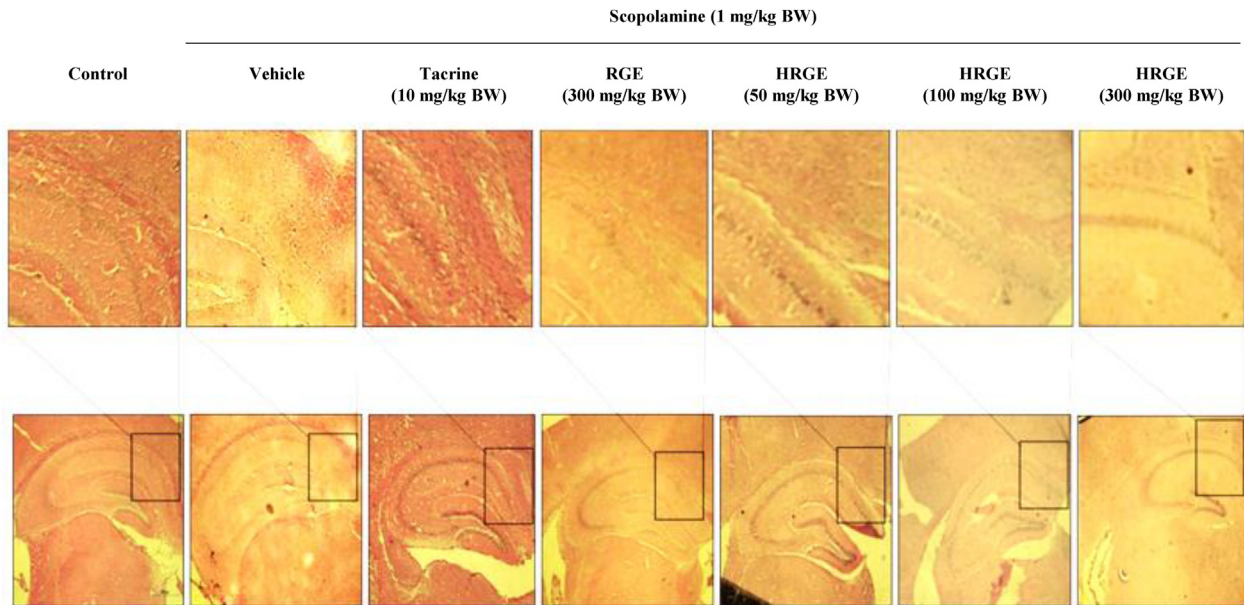 Scopolamine (1 mg/kg BW)
Control
Vehicle
Tacrine
(10 mg/kg BW)
RGE
(300 mg/kg BW)
HRGE
(50 mg/kg BW)
HRGE
(100 mg/kg BW)
HRGE
(300 mg/kg BW)